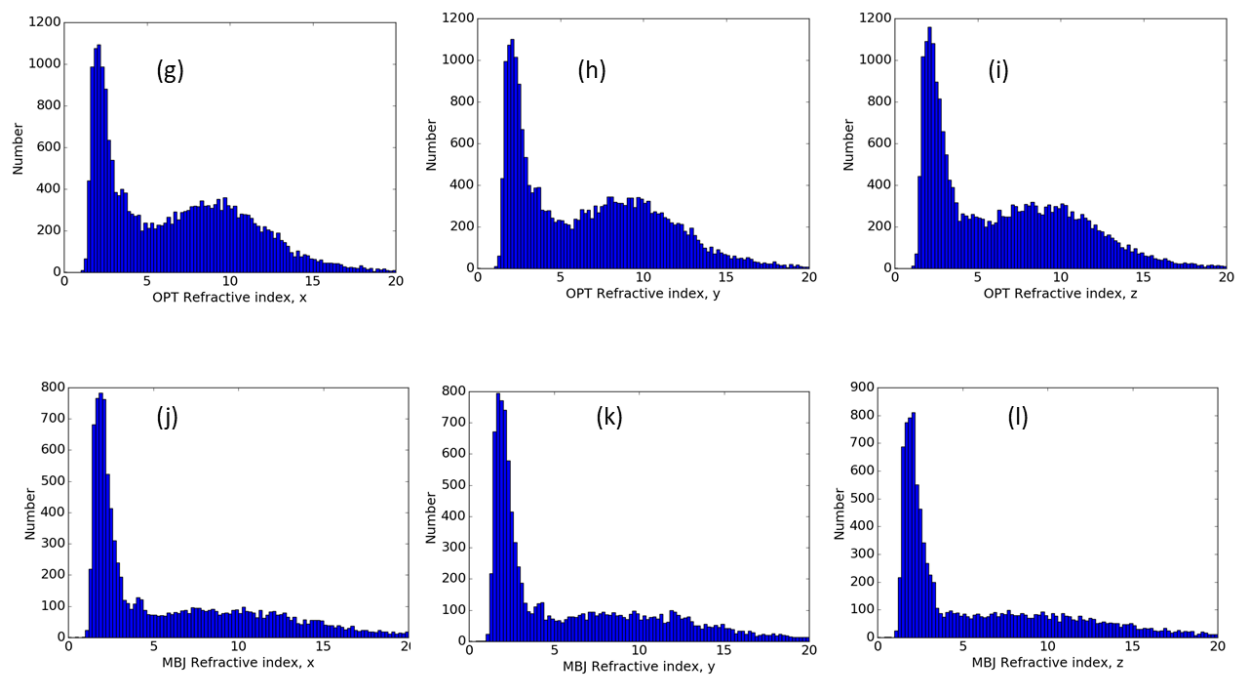 1200
1000
800
600
400
200
0
Number
(g)
0 5 10 15 20
OPT Refractive index, x
1200
1000
800
600
400
200
0
Number
(h)
0 5 10 15 20
OPT Refractive index, y
1200
1000
800
600
400
200
0
Number
(i)
0 5 10 15 20
OPT Refractive index, z
800
700
600
500
400
300
200
100
0
Number
(j)
0 5 10 15 20
MBJ Refractive index, x
800
700
600
500
400
300
200
100
0
Number
(k)
0 5 10 15 20
MBJ Refractive index, y
900
800
700
600
500
400
300
200
100
0
Number
(l)
0 5 10 15 20
MBJ Refractive index, z